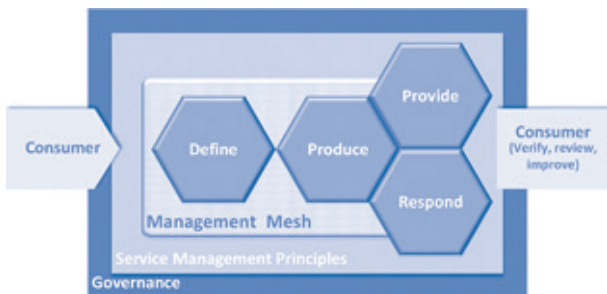 Consumer
Define
Produce
Provide
Respond
Consumer
(Verify, review,
improve)
Management Mesh
Service Management Principles
Governance